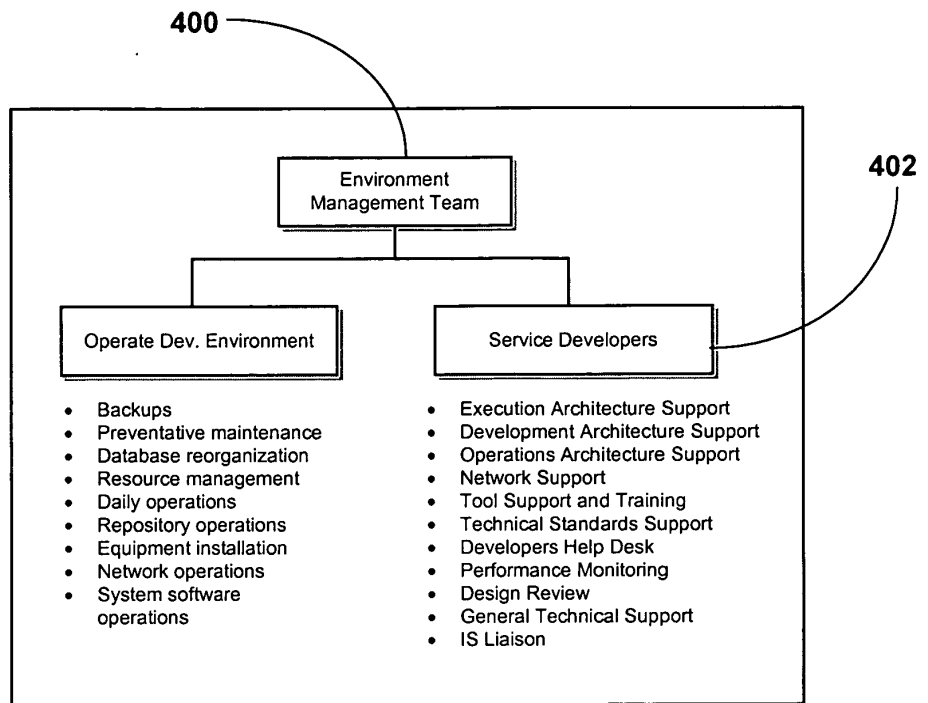 400
402
Environment
Management Team
Operate Dev. Environment
Service Developers
• Backups
• Preventative maintenance
• Database reorganization
• Resource management
• Daily operations
• Repository operations
• Equipment installation
• Network operations
• System software
operations
• Execution Architecture Support
• Development Architecture Support
• Operations Architecture Support
• Network Support
• Tool Support and Training
• Technical Standards Support
• Developers Help Desk
• Performance Monitoring
• Design Review
• General Technical Support
• IS Liaison